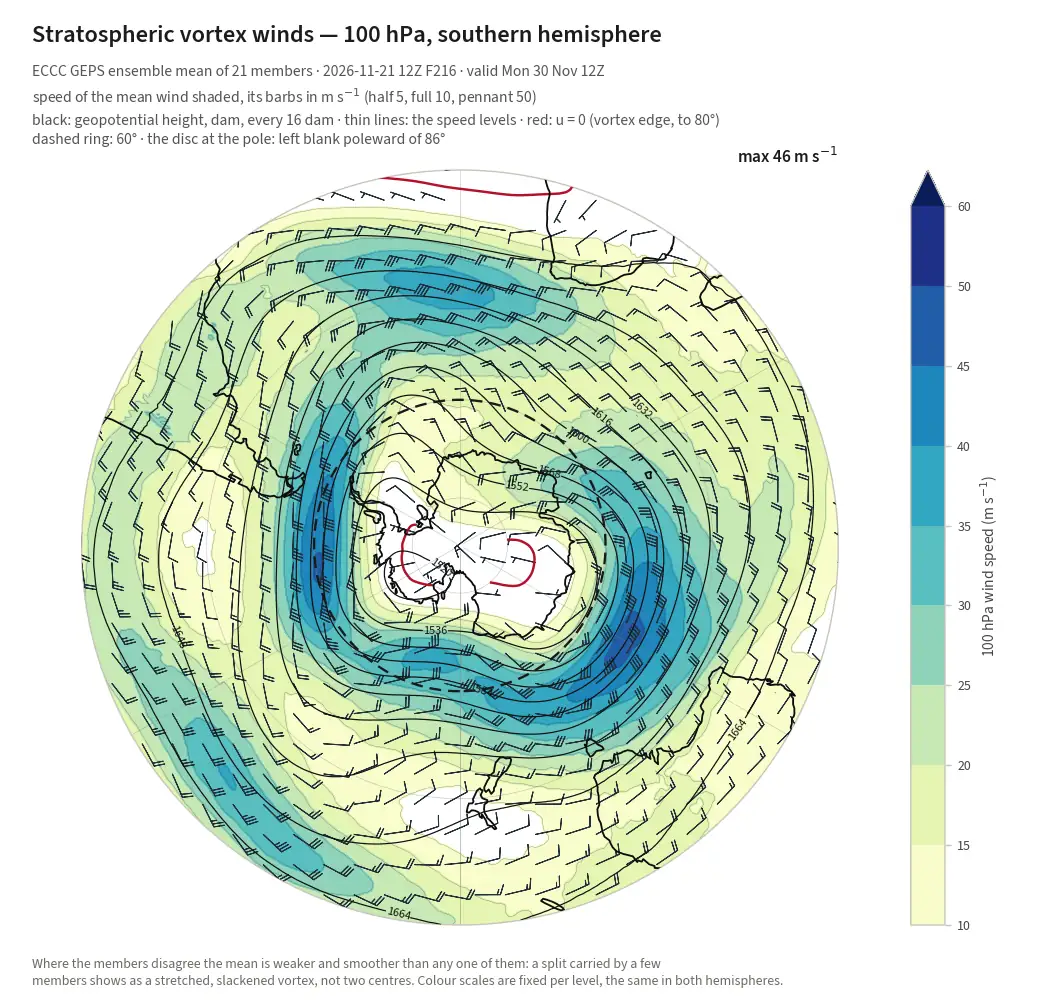 Stratospheric vortex winds — 100 hPa, southern hemisphere
ECCC GEPS ensemble mean of 21 members · 2026-11-21 12Z F216 · valid Mon 30 Nov 12Z
speed of the mean wind shaded, its barbs in m s⁻¹ (half 5, full 10, pennant 50)
black: geopotential height, dam, every 16 dam · thin lines: the speed levels · red: u = 0 (vortex edge, to 80°)
dashed ring: 60° · the disc at the pole: left blank poleward of 86°
max 46 m s⁻¹
60
50
45
40
35
30
25
20
15
10
100 hPa wind speed (m s⁻¹)
1632
1616
1600
1568
1552
1536
1664
1664
Where the members disagree the mean is weaker and smoother than any one of them: a split carried by a few
members shows as a stretched, slackened vortex, not two centres. Colour scales are fixed per level, the same in both hemispheres.